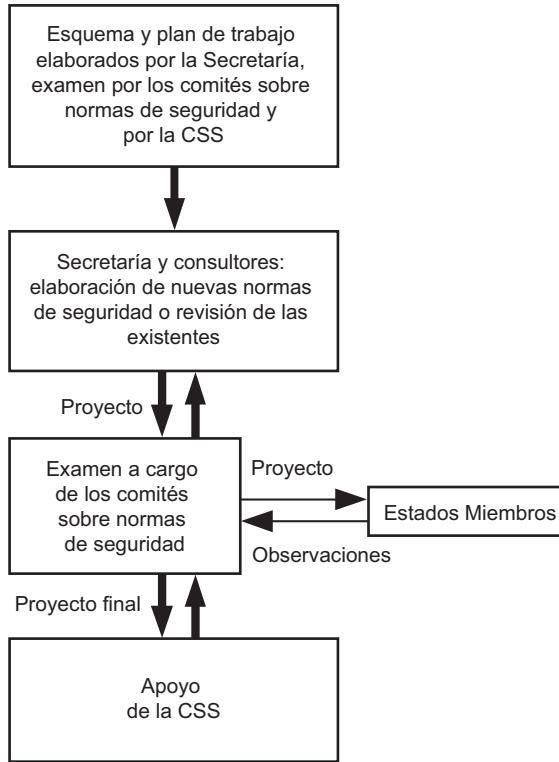 Esquema y plan de trabajo
elaborados por la Secretaría,
examen por los comités sobre
normas de seguridad y
por la CSS
Secretaría y consultores:
elaboración de nuevas normas
de seguridad o revisión de las
existentes
Proyecto
Examen a cargo
de los comités
sobre normas
de seguridad
Proyecto
Estados Miembros
Observaciones
Proyecto final
Apoyo
de la CSS